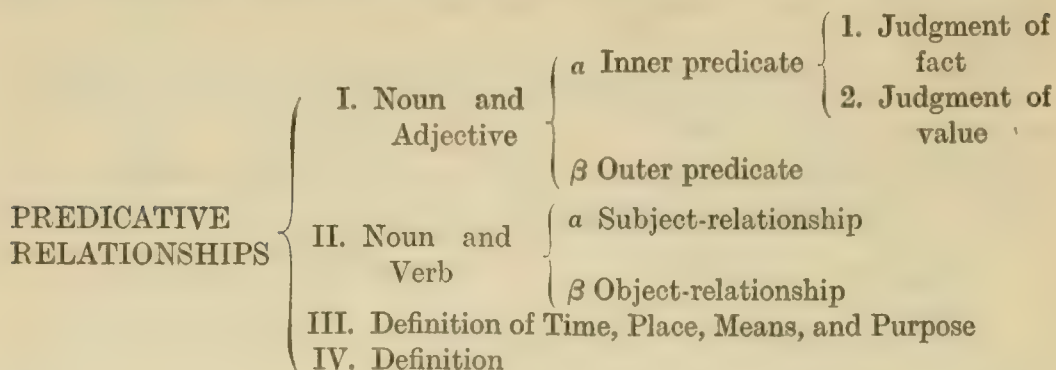 1. Judgment of
α Inner predicate
fact
I. Noun and
2. Judgment of
Adjective
value
β Outer predicate
PREDICATIVE
α Subject-relationship
RELATIONSHIPS
II. Noun and
Verb
β Object-relationship
III. Definition of Time, Place, Means, and Purpose
IV. Definition